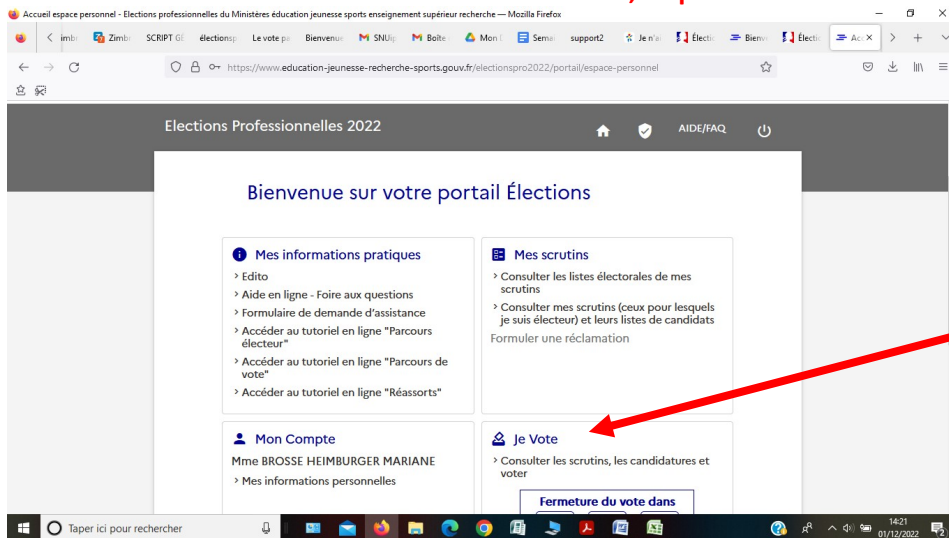 Accueil espace personnel - Elections professionnelles du Ministères éducation jeunesse sports enseignement supérieur recherche — Mozilla Firefox
imbr Zimbr SCRIPT GE élections p Le vote pa Bienvenue SNUip Boîte Mon Semai support2 Je n'ai Électi Bienv Électi Acc
https://www.education-jeunesse-recherche-sports.gouv.fr/electionspro2022/portail/espace-personnel
Elections Professionnelles 2022
AIDE/FAQ
Bienvenue sur votre portail Élections
Mes informations pratiques
> Edito
> Aide en ligne - Foire aux questions
> Formulaire de demande d'assistance
> Accéder au tutoriel en ligne "Parcours
électeur"
> Accéder au tutoriel en ligne "Parcours de
vote"
> Accéder au tutoriel en ligne "Réassorts"
Mes scrutins
> Consulter les listes électorales de mes
scrutins
> Consulter mes scrutins (ceux pour lesquels
je suis électeur) et leurs listes de candidats
Formuler une réclamation
Mon Compte
Mme BROSSE HEIMBURGER MARIANE
> Mes informations personnelles
Je Vote
> Consulter les scrutins, les candidatures et
voter
Fermeture du vote dans
Taper ici pour rechercher
14:21
01/12/2022